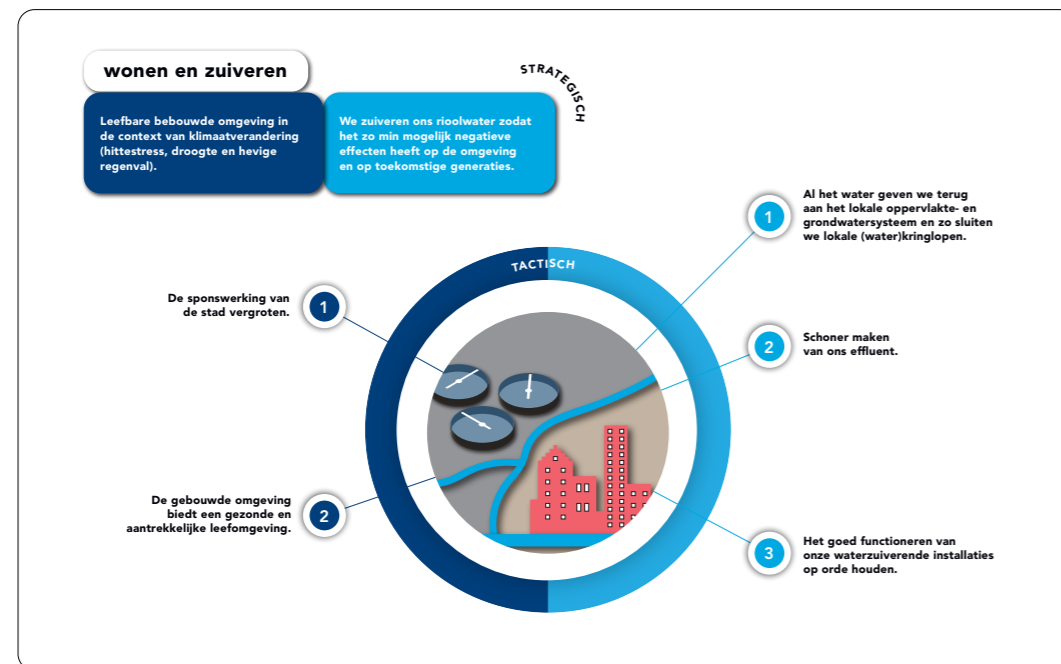 wonen en zuiveren
STRATEGISCH
Leefbare bebouwde omgeving in
de context van klimaatverandering
(hittestress, droogte en hevige
regenval).
We zuiveren ons rioolwater zodat
het zo min mogelijk negatieve
effecten heeft op de omgeving
en op toekomstige generaties.
TACTISCH
1
De sponswerking van
de stad vergroten.
2
De gebouwde omgeving
biedt een gezonde en
aantrekkelijke leefomgeving.
1
Al het water geven we terug
aan het lokale oppervlakte- en
grondwatersysteem en zo sluiten
we lokale (water)kringlopen.
2
Schoner maken
van ons effluent.
3
Het goed functioneren van
onze waterzuiverende installaties
op orde houden.